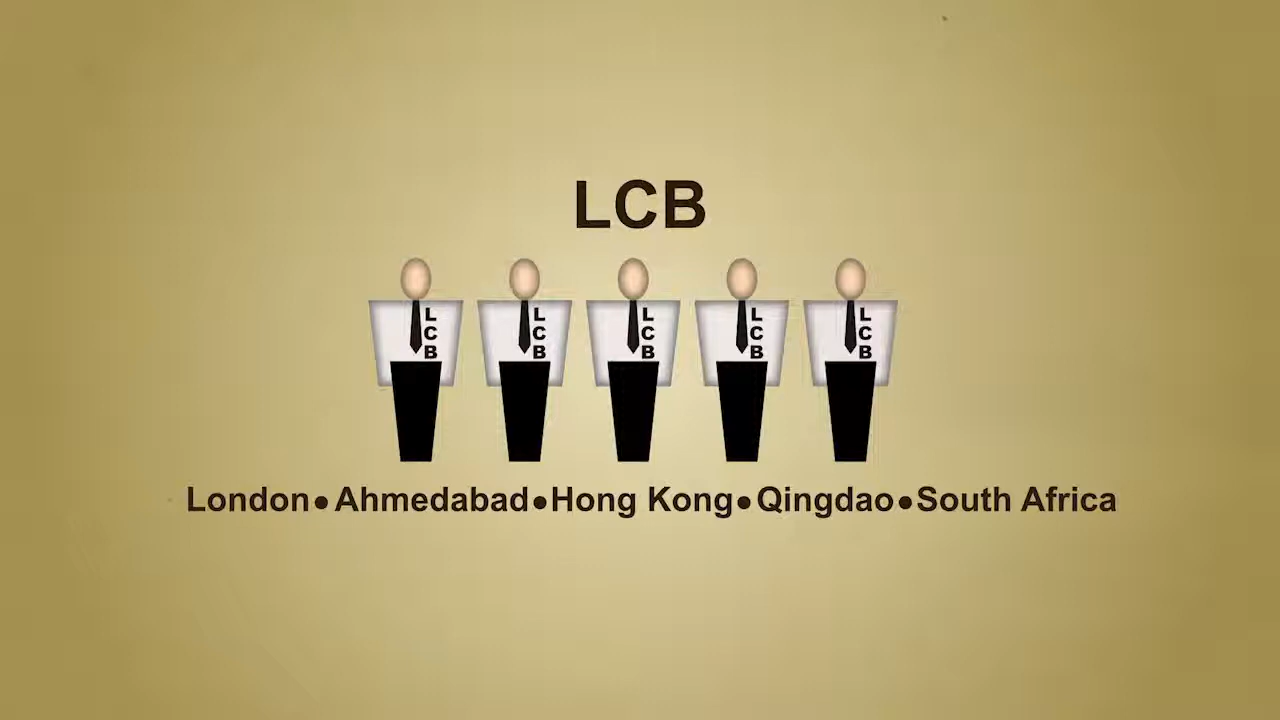 LCB
L L L L L
C C C C C
B B B B B
London•Ahmedabad•Hong Kong•Qingdao•South Africa